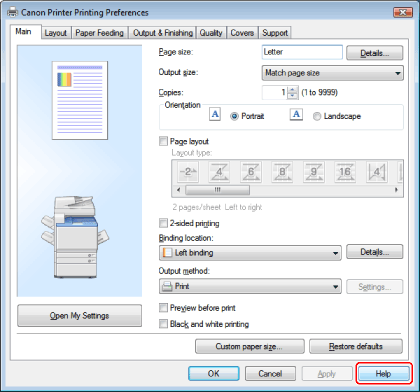 Canon Printer Printing Preferences
Main Layout Paper Feeding Output & Finishing Quality Covers Support
Page size: Letter Details...
Output size: Match page size
Copies: 1 (1 to 9999)
Orientation
A Portrait A Landscape
Page layout
Layout type:
2 4 6 8 9 16 4
2 pages/sheet Left to right
2-sided printing
Binding location:
Left binding Details...
Output method:
Print Settings...
Open My Settings
Preview before print
Black and white printing
Custom paper size... Restore defaults
OK Cancel Apply Help